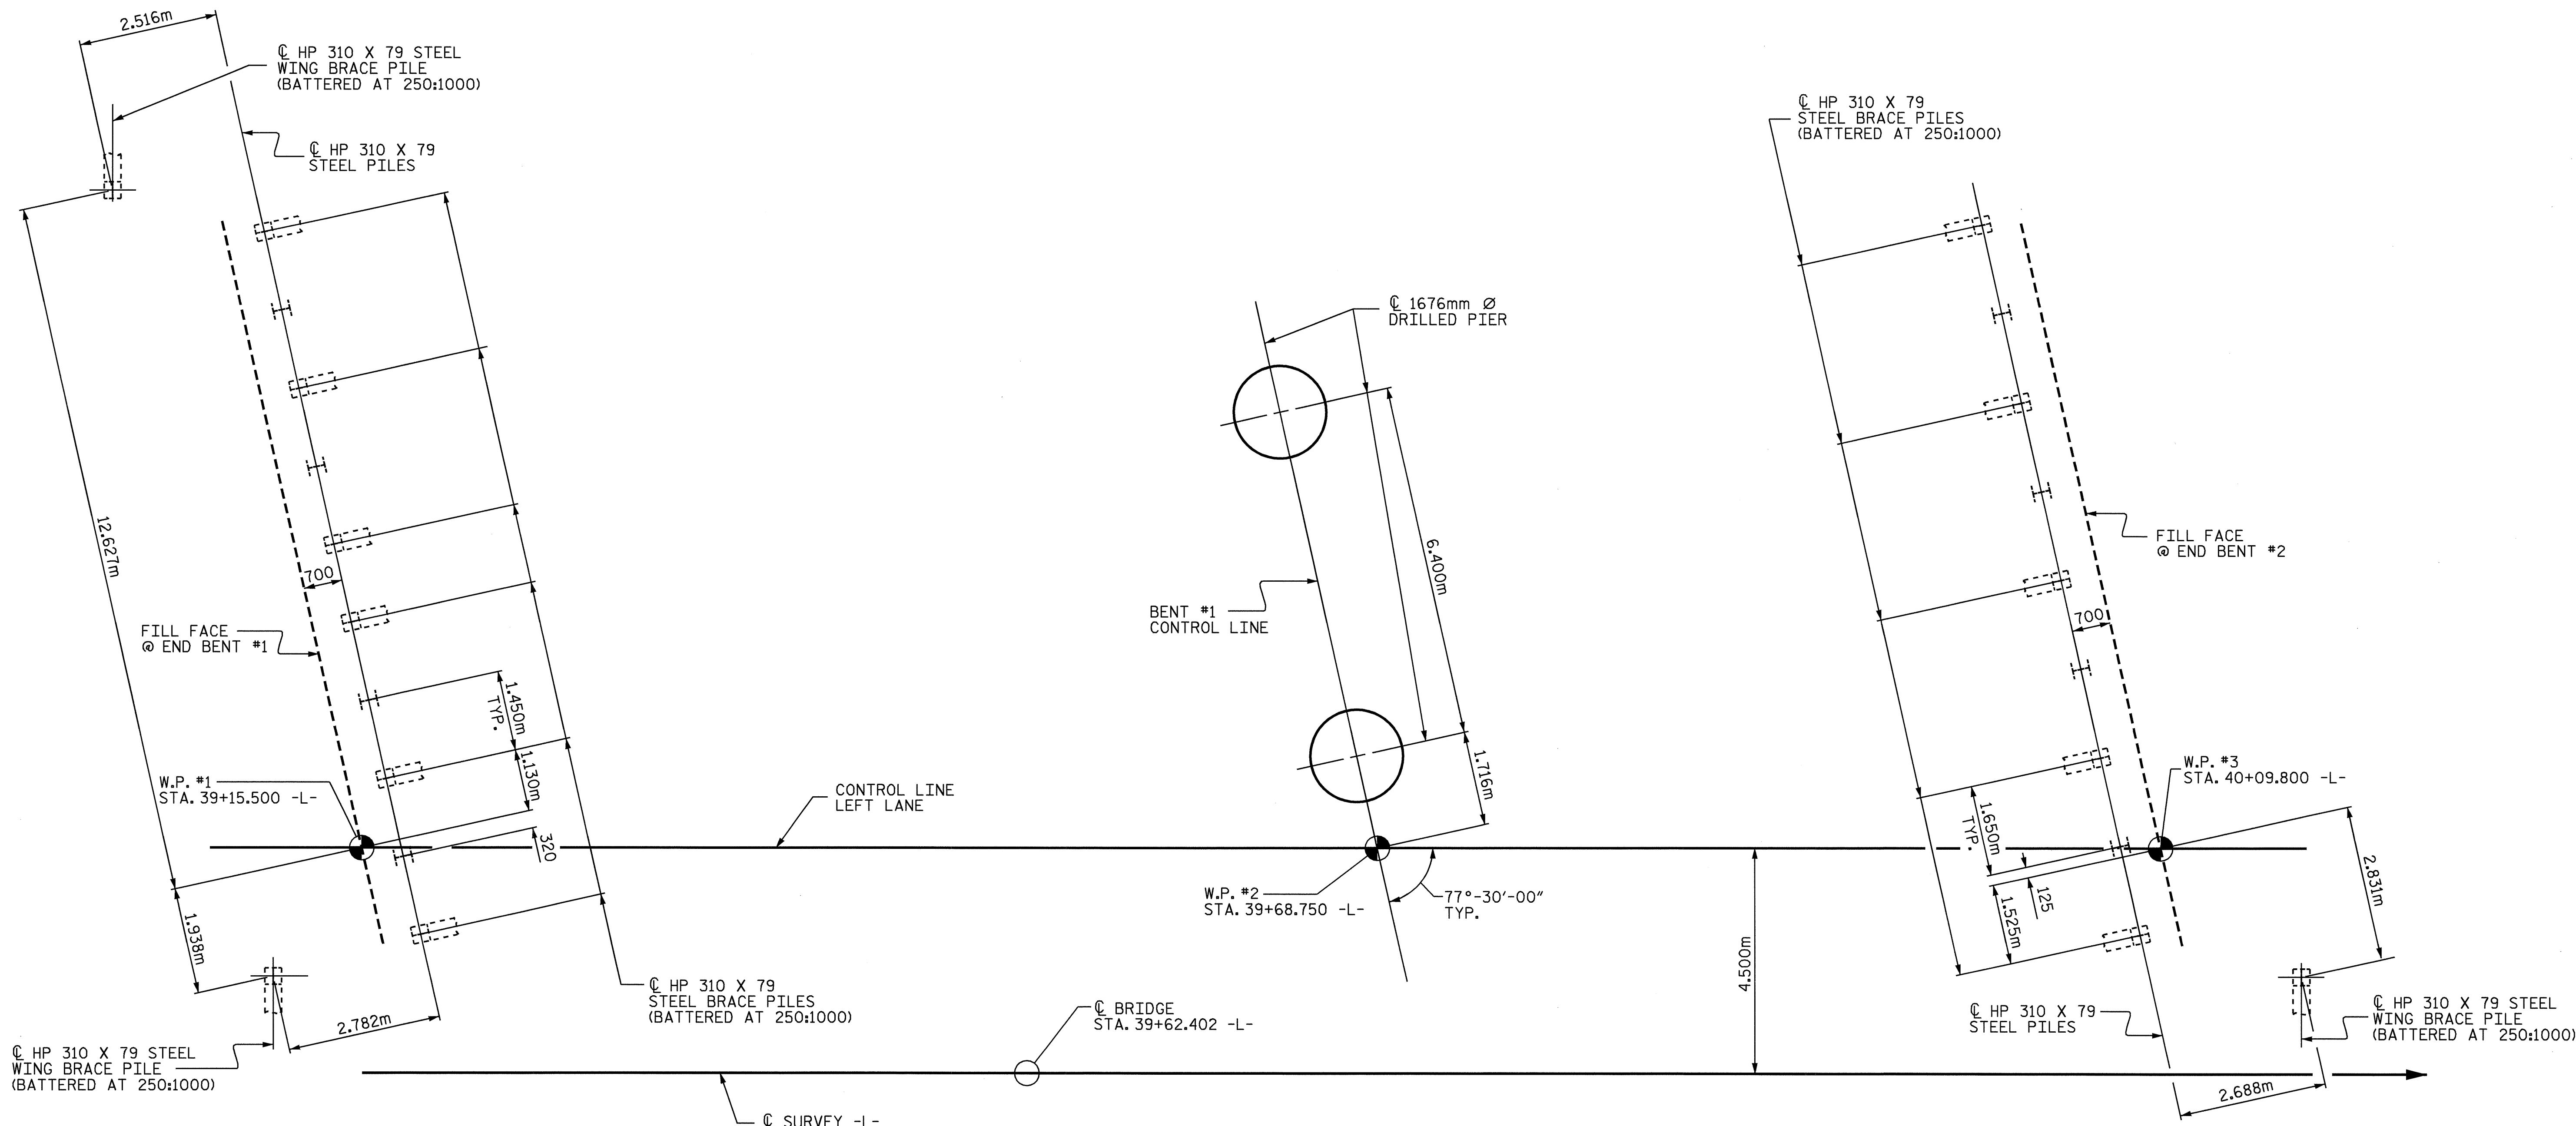 2.516m
℄ HP 310 X 79 STEEL
WING BRACE PILE
(BATTERED AT 250:1000)
℄ HP 310 X 79
STEEL PILES
℄ HP 310 X 79
STEEL BRACE PILES
(BATTERED AT 250:1000)
℄ 1676mm Ø
DRILLED PIER
12.627m
700
FILL FACE
@ END BENT #1
1.450m
TYP.
1.130m
320
W.P. #1
STA. 39+15.500 -L-
1.938m
2.782m
℄ HP 310 X 79 STEEL
WING BRACE PILE
(BATTERED AT 250:1000)
℄ HP 310 X 79
STEEL BRACE PILES
(BATTERED AT 250:1000)
CONTROL LINE
LEFT LANE
BENT #1
CONTROL LINE
6.400m
1.716m
W.P. #2
STA. 39+68.750 -L-
77°-30'-00"
TYP.
4.500m
℄ BRIDGE
STA. 39+62.402 -L-
℄ SURVEY -L-
FILL FACE
@ END BENT #2
700
W.P. #3
STA. 40+09.800 -L-
1.650m
TYP.
125
1.525m
2.831m
℄ HP 310 X 79
STEEL PILES
℄ HP 310 X 79 STEEL
WING BRACE PILE
(BATTERED AT 250:1000)
2.688m